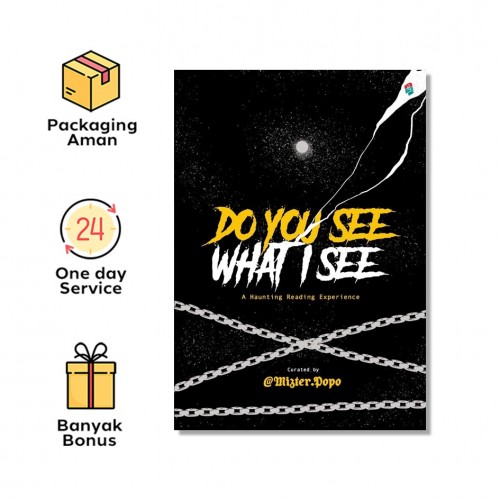 Packaging
Aman
24
One day
Service
Banyak
Bonus
DO YOU SEE
WHAT I SEE
A Haunting Reading Experience
Curated by
@Mizter.Popo